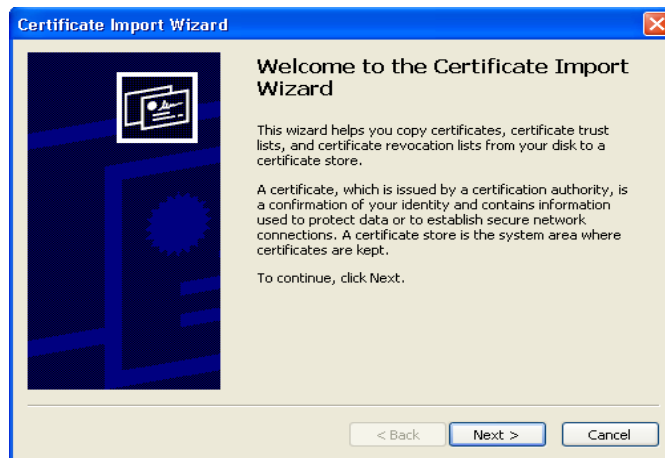 Certificate Import Wizard
Welcome to the Certificate Import
Wizard
This wizard helps you copy certificates, certificate trust
lists, and certificate revocation lists from your disk to a
certificate store.
A certificate, which is issued by a certification authority, is
a confirmation of your identity and contains information
used to protect data or to establish secure network
connections. A certificate store is the system area where
certificates are kept.
To continue, click Next.
< Back Next > Cancel